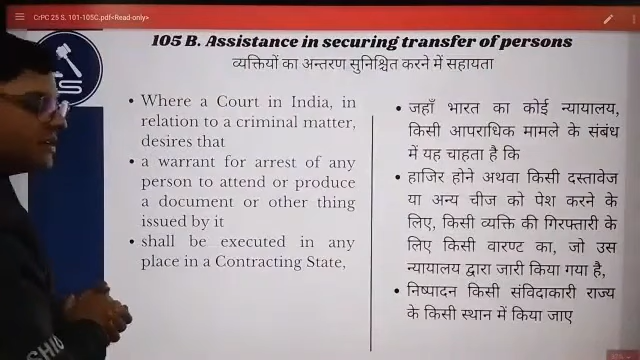 CrPC 25 S. 101-105C.pdf<Read-only>
105 B. Assistance in securing transfer of persons
व्यक्तियों का अन्तरण सुनिश्चित करने में सहायता
• Where a Court in India, in
relation to a criminal matter,
desires that
• a warrant for arrest of any
person to attend or produce
a document or other thing
issued by it
• shall be executed in any
place in a Contracting State,
• जहाँ भारत का कोई न्यायालय,
किसी आपराधिक मामले के संबंध
में यह चाहता है कि
• हाजिर होने अथवा किसी दस्तावेज
या अन्य चीज को पेश करने के
लिए, किसी व्यक्ति की गिरफ्तारी के
लिए किसी वारण्ट का, जो उस
न्यायालय द्वारा जारी किया गया है,
• निष्पादन किसी संविदाकारी राज्य
के किसी स्थान में किया जाए